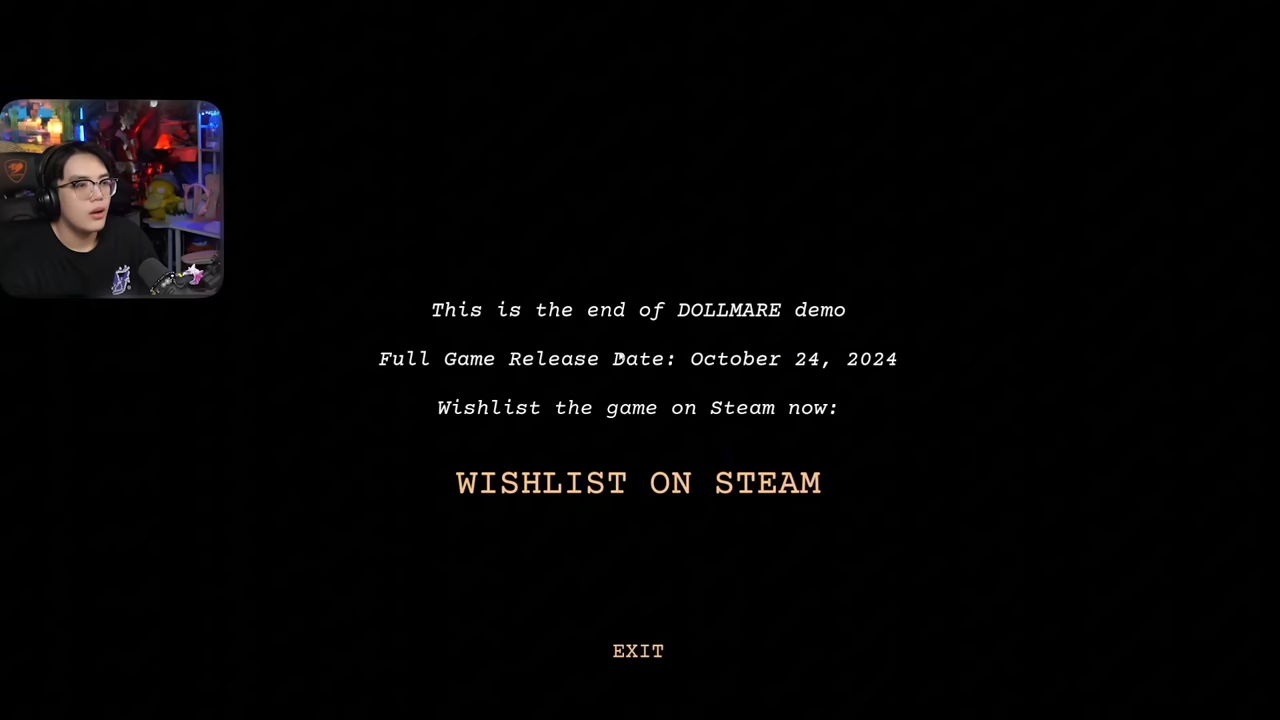 This is the end of DOLLMARE demo
Full Game Release Date: October 24, 2024
Wishlist the game on Steam now:
WISHLIST ON STEAM
EXIT